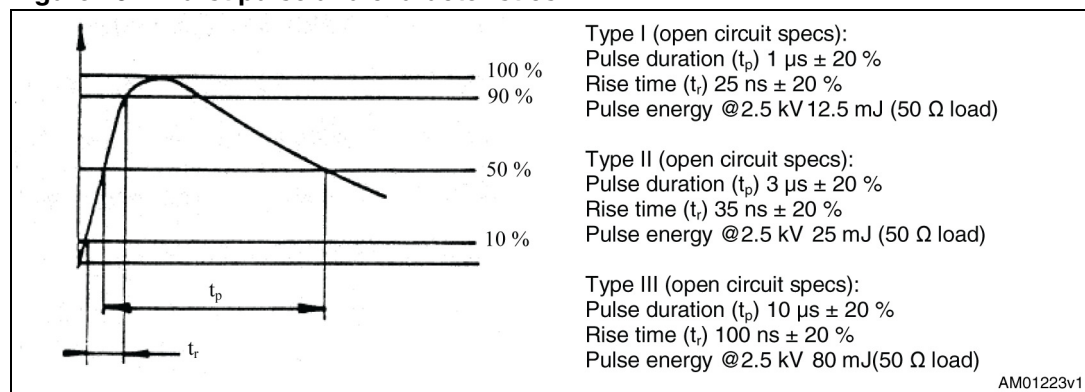 100 %
90 %
50 %
10 %
tp
tr
Type I (open circuit specs):
Pulse duration (tp) 1 µs ± 20 %
Rise time (tr) 25 ns ± 20 %
Pulse energy @2.5 kV 12.5 mJ (50 Ω load)
Type II (open circuit specs):
Pulse duration (tp) 3 µs ± 20 %
Rise time (tr) 35 ns ± 20 %
Pulse energy @2.5 kV 25 mJ (50 Ω load)
Type III (open circuit specs):
Pulse duration (tp) 10 µs ± 20 %
Rise time (tr) 100 ns ± 20 %
Pulse energy @2.5 kV 80 mJ(50 Ω load)
AM01223v1